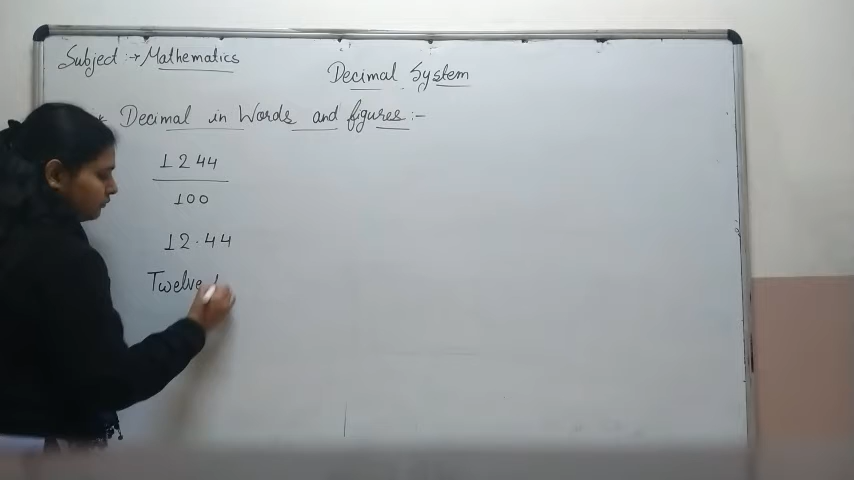 Subject :→ Mathematics
Decimal System
* Decimal in Words and figures :-
1244
100
12.44
Twelve